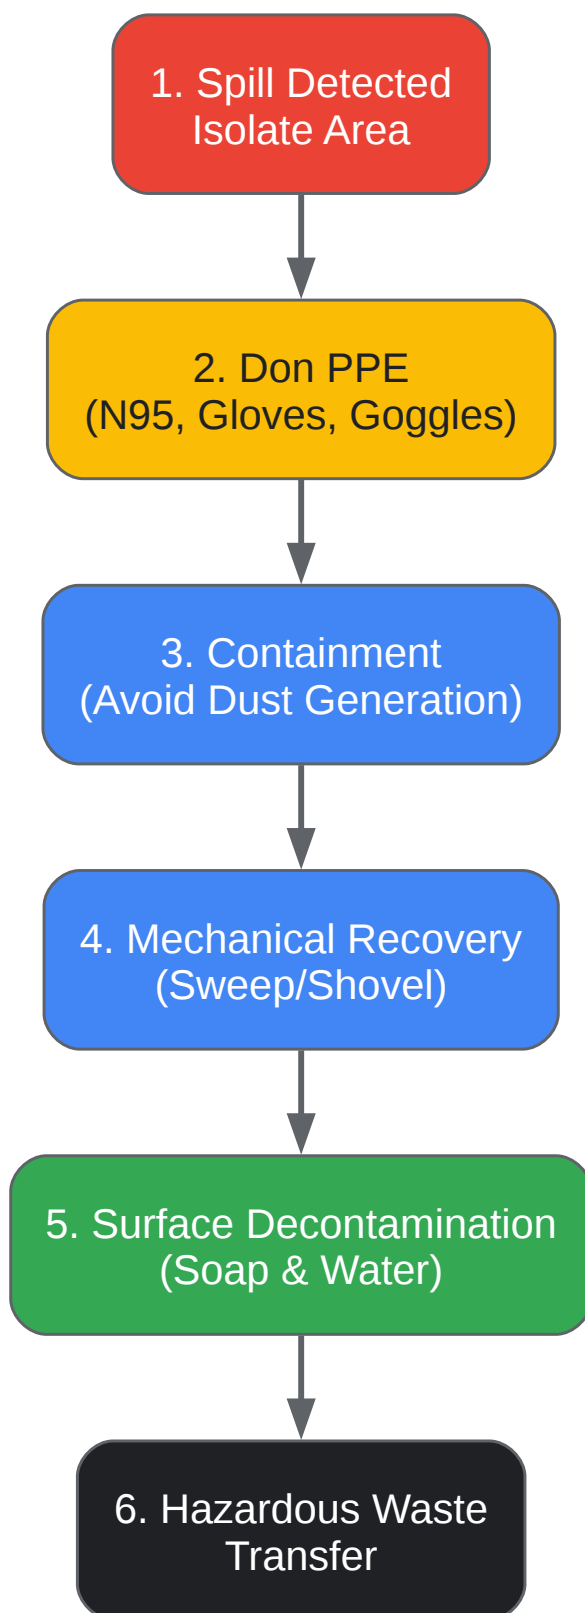 1. Spill Detected
Isolate Area
2. Don PPE
(N95, Gloves, Goggles)
3. Containment
(Avoid Dust Generation)
4. Mechanical Recovery
(Sweep/Shovel)
5. Surface Decontamination
(Soap & Water)
6. Hazardous Waste
Transfer